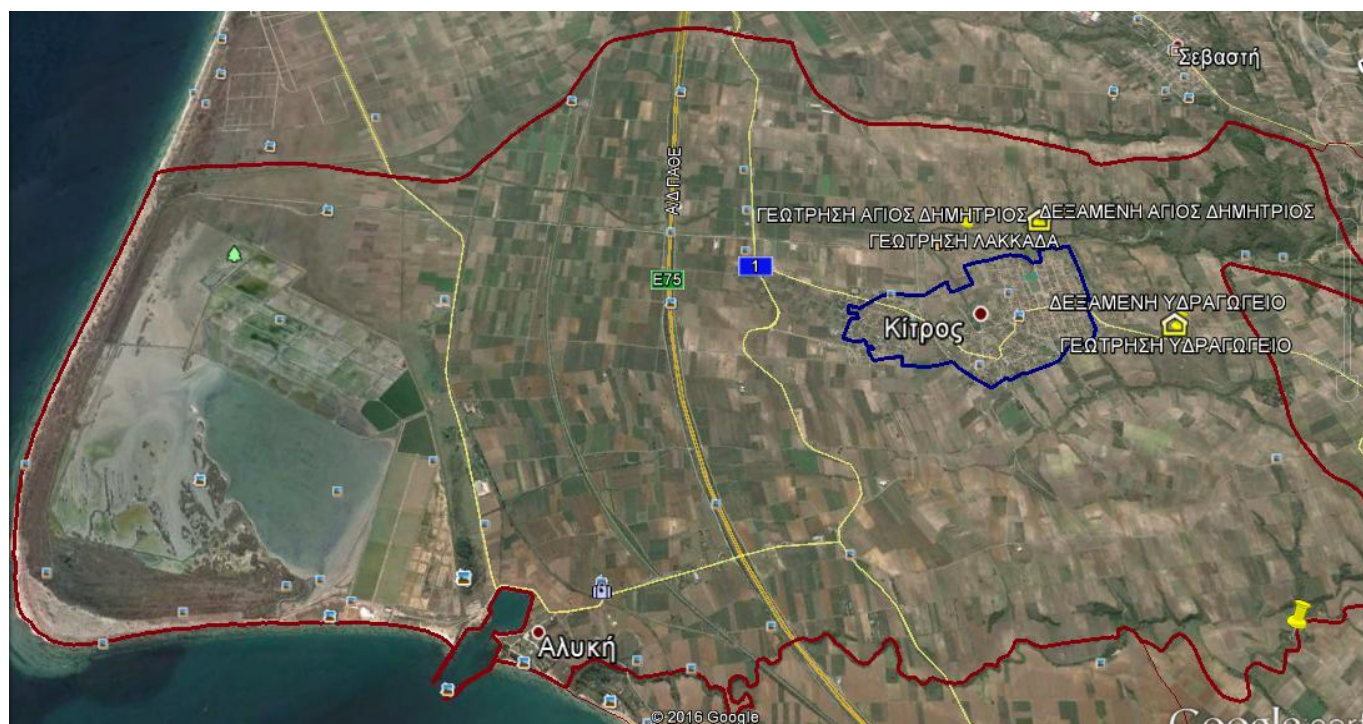 Σεβαστή
Α/Δ ΠΑΘΕ
ΓΕΩΤΡΗΣΗ ΑΓΙΟΣ ΔΗΜΗΤΡΙΟΣ
ΔΕΞΑΜΕΝΗ ΑΓΙΟΣ ΔΗΜΗΤΡΙΟΣ
ΓΕΩΤΡΗΣΗ ΛΑΚΚΑΔΑ
1
E75
ΔΕΞΑΜΕΝΗ ΥΔΡΑΓΩΓΕΙΟ
Κίτρος
ΓΕΩΤΡΗΣΗ ΥΔΡΑΓΩΓΕΙΟ
Αλυκή
© 2016 Google